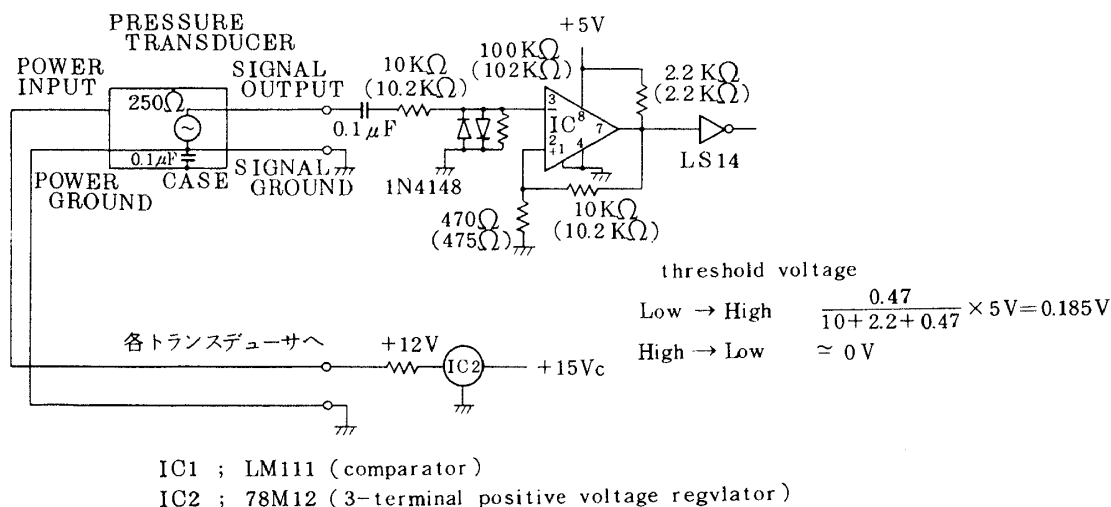 PRESSURE
TRANSDUCER
POWER
INPUT
SIGNAL
OUTPUT
250Ω
0.1μF
POWER
GROUND
CASE
SIGNAL
GROUND
0.1μF
10KΩ
(10.2KΩ)
1N4148
100KΩ
(102KΩ)
+5V
3
IC
8
7
2
+1
4
2.2KΩ
(2.2KΩ)
LS14
470Ω
(475Ω)
10KΩ
(10.2KΩ)
threshold voltage
Low → High 0.47/10+2.2+0.47 × 5V=0.185V
High → Low ≃ 0V
各トランスデューサへ
+12V
IC2
+15Vc
IC1 ; LM111 (comparator)
IC2 ; 78M12 (3-terminal positive voltage regvlator)